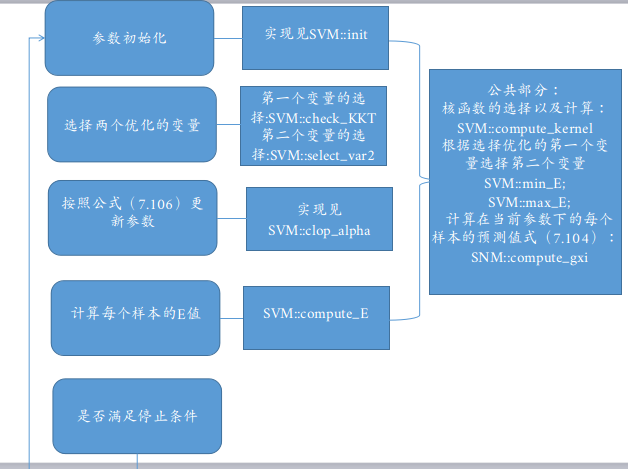 参数初始化
实现见SVM::init
选择两个优化的变量
第一个变量的选
择:SVM::check_KKT
第二个变量的选
择:SVM::select_var2
按照公式（7.106）更
新参数
实现见
SVM::clop_alpha
计算每个样本的E值
SVM::compute_E
是否满足停止条件
公共部分：
核函数的选择以及计算：
SVM::compute_kernel
根据选择优化的第一个变
量选择第二个变量
SVM::min_E;
SVM::max_E;
计算在当前参数下的每个
样本的预测值式（7.104）：
SNM::compute_gxi